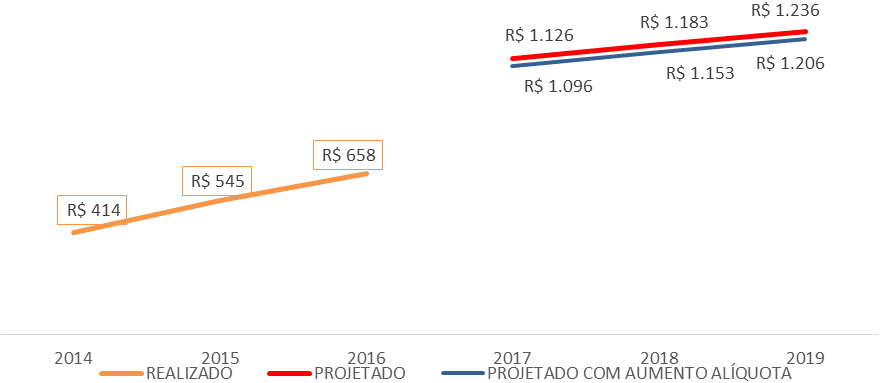 R$ 1.236
R$ 1.183
R$ 1.126
R$ 1.206
R$ 1.153
R$ 1.096
R$ 658
R$ 545
R$ 414
2014 2015 2016 2017 2018 2019
REALIZADO PROJETADO PROJETADO COM AUMENTO ALÍQUOTA